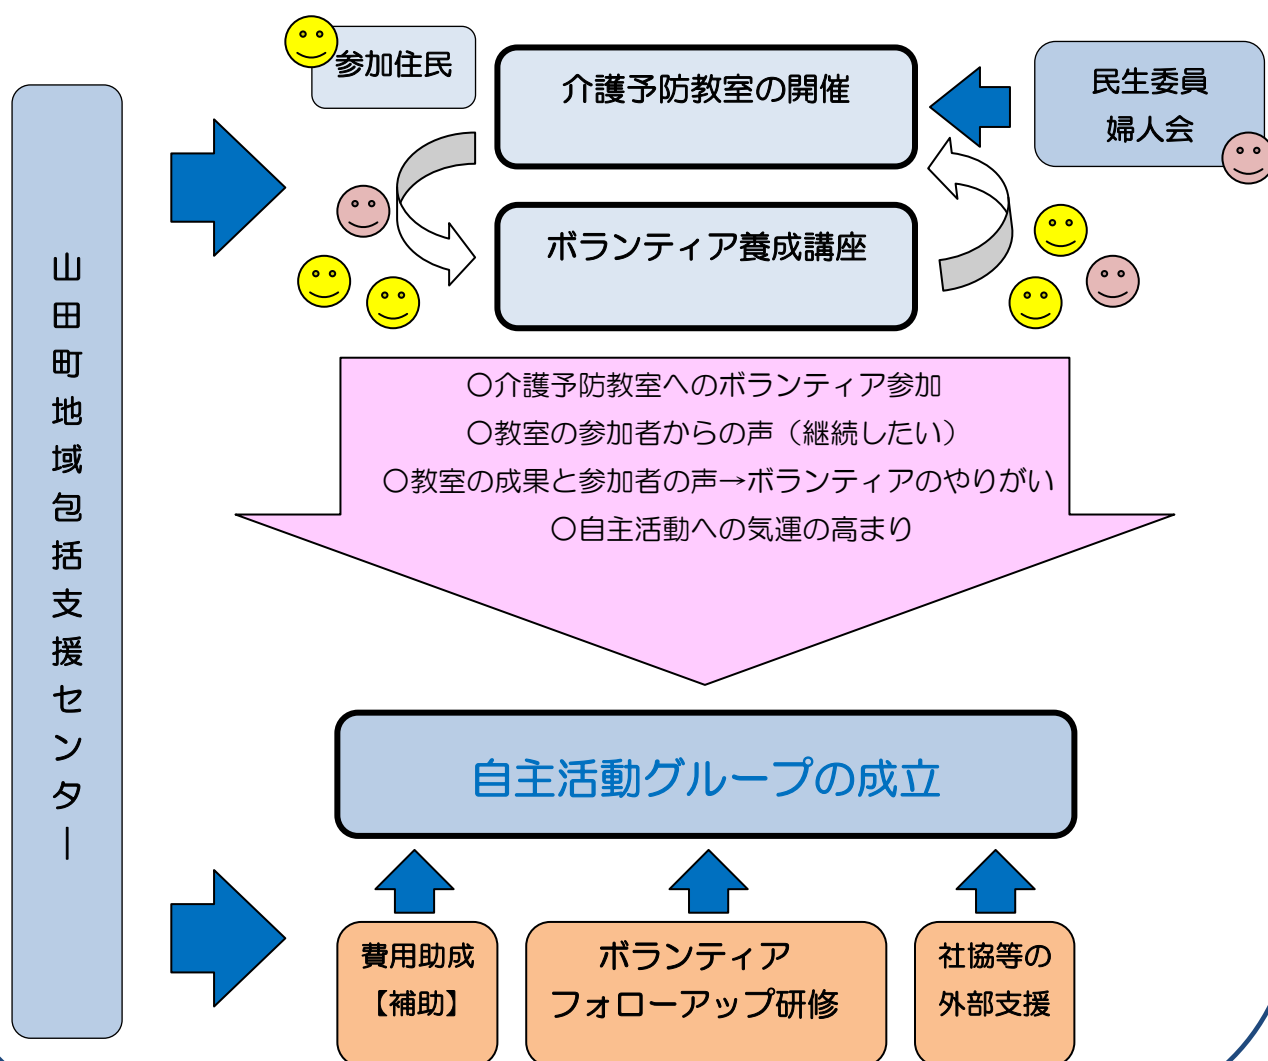 山田町地域包括支援センター
参加住民
介護予防教室の開催
民生委員
婦人会
ボランティア養成講座
○介護予防教室へのボランティア参加
○教室の参加者からの声（継続したい）
○教室の成果と参加者の声→ボランティアのやりがい
○自主活動への気運の高まり
自主活動グループの成立
費用助成
【補助】
ボランティア
フォローアップ研修
社協等の
外部支援